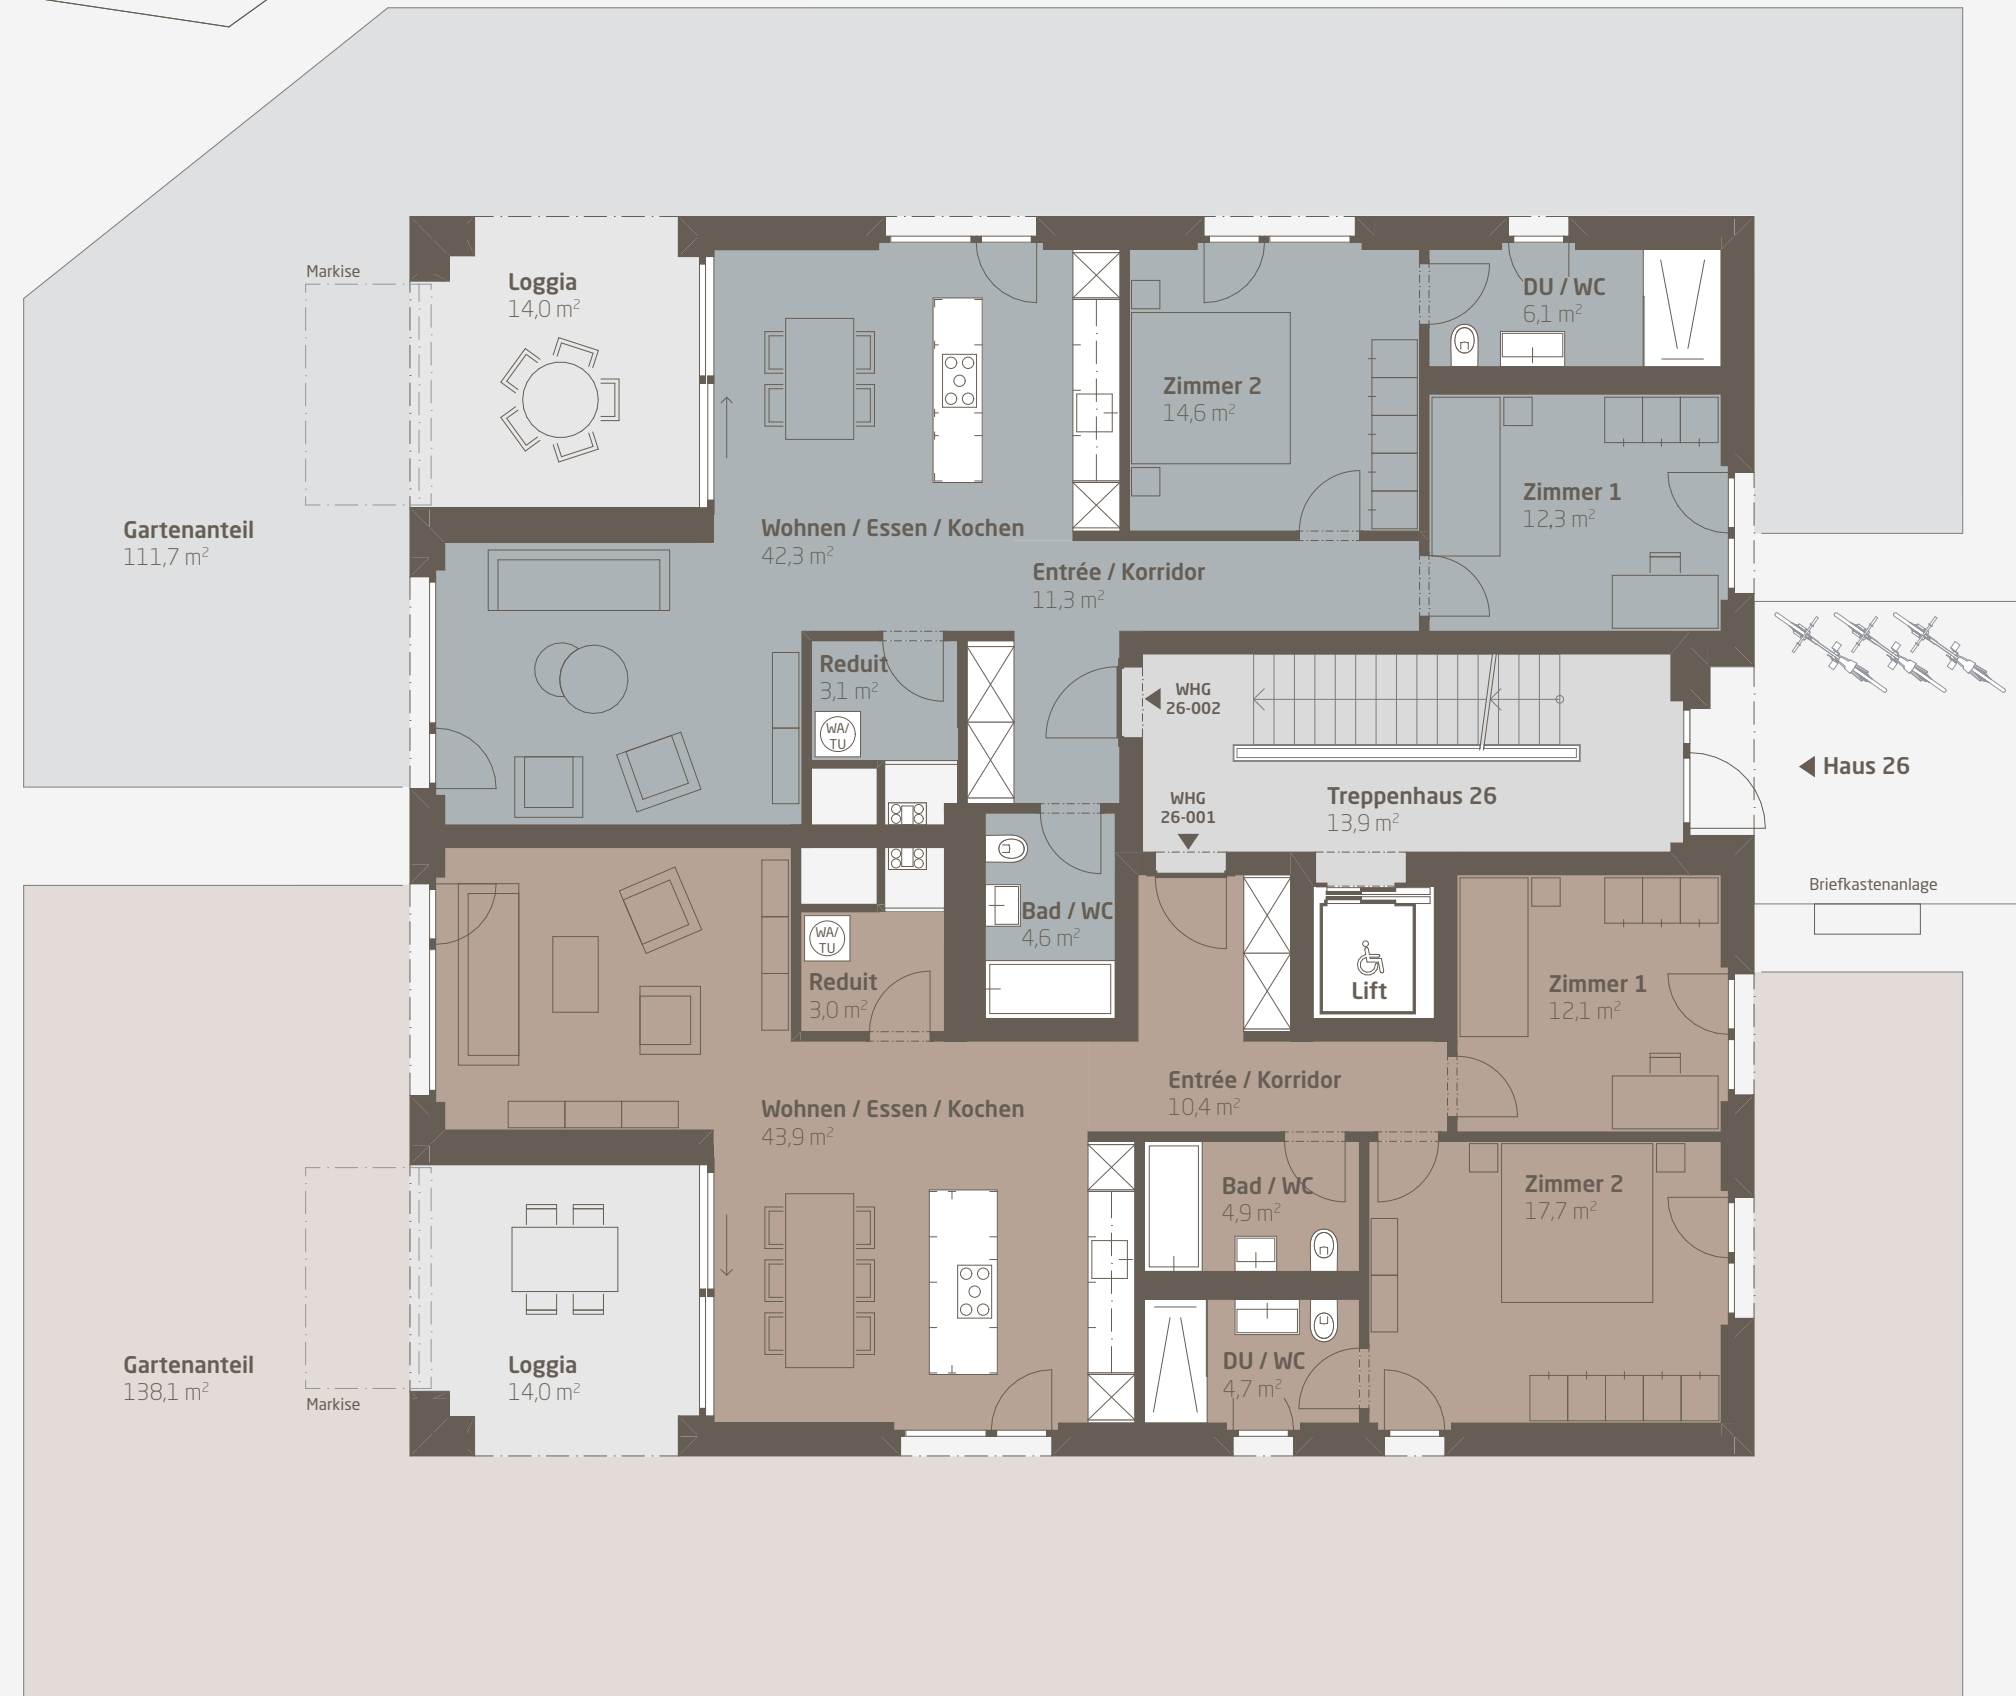 Markise
Loggia
14,0 m²
Gartenanteil
111,7 m²
Wohnen / Essen / Kochen
42,3 m²
Zimmer 2
14,6 m²
DU / WC
6,1 m²
Zimmer 1
12,3 m²
Entrée / Korridor
11,3 m²
Reduit
3,1 m²
WA/
TU
WHG
26-002
Haus 26
Treppenhaus 26
13,9 m²
WHG
26-001
Briefkastenanlage
Bad / WC
4,6 m²
WA/
TU
Reduit
3,0 m²
Lift
Zimmer 1
12,1 m²
Entrée / Korridor
10,4 m²
Wohnen / Essen / Kochen
43,9 m²
Bad / WC
4,9 m²
Zimmer 2
17,7 m²
DU / WC
4,7 m²
Gartenanteil
138,1 m²
Loggia
14,0 m²
Markise